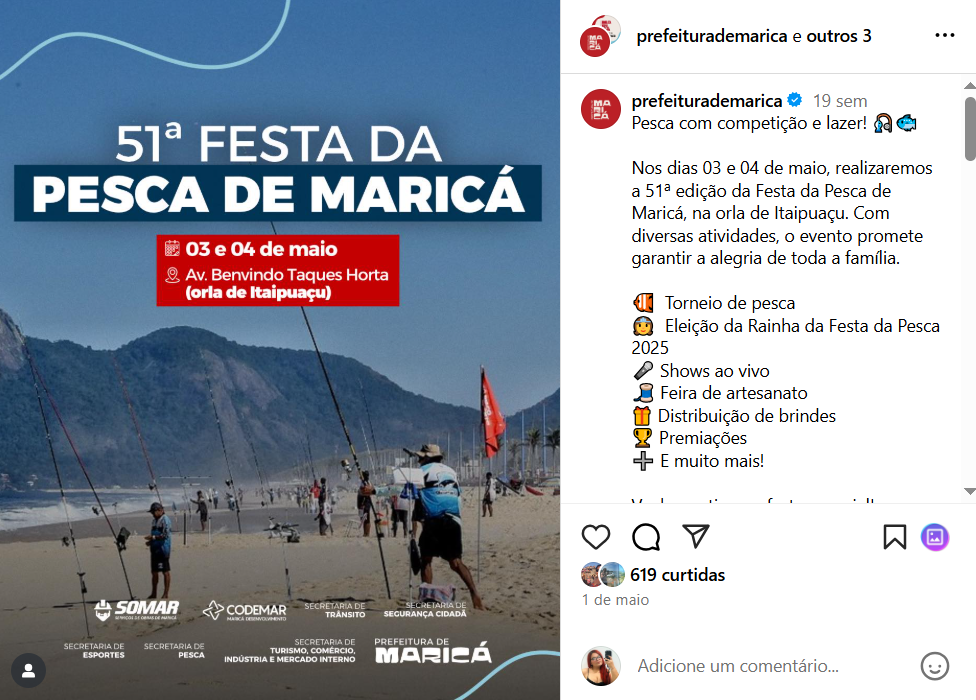 51ª FESTA DA
PESCA DE MARICÁ
03 e 04 de maio
Av. Benvindo Taques Horta
(orla de Itaipuaçu)
SOMAR
SERVIÇOS DE OBRAS DE MARICÁ
CODEMAR
MARICÁ DESENVOLVIMENTO
SECRETARIA DE
TRÂNSITO
SECRETARIA DE
SEGURANÇA CIDADÃ
SECRETARIA DE
ESPORTES
SECRETARIA DE
PESCA
SECRETARIA DE
TURISMO, COMÉRCIO,
INDÚSTRIA E MERCADO INTERNO
PREFEITURA DE
MARICÁ
MA
RI
CÁ
prefeiturademarica e outros 3
MA
RI
CÁ
prefeiturademarica 19 sem
Pesca com competição e lazer!
Nos dias 03 e 04 de maio, realizaremos
a 51ª edição da Festa da Pesca de
Maricá, na orla de Itaipuaçu. Com
diversas atividades, o evento promete
garantir a alegria de toda a família.
Torneio de pesca
Eleição da Rainha da Festa da Pesca
2025
Shows ao vivo
Feira de artesanato
Distribuição de brindes
Premiações
E muito mais!
619 curtidas
1 de maio
Adicione um comentário...